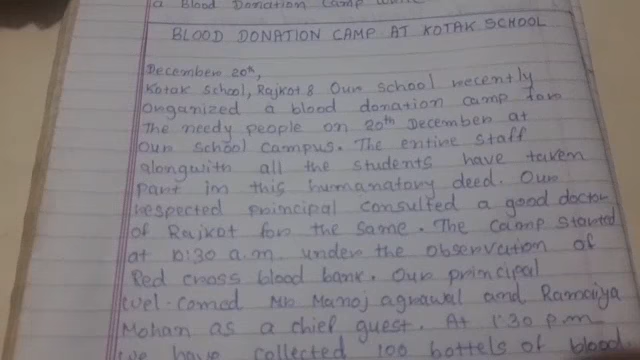 a Blood Donation Camp
BLOOD DONATION CAMP AT KOTAK SCHOOL
December 20th,
Kotak School, Rajkot : Our school recently
organized a blood donation camp for
the needy people on 20th December at
our school campus. The entire staff
alongwith all the students have taken
part in this humanatory deed. Our
respected principal consulted a good doctor
of Rajkot for the same. The camp started
at 10:30 a.m. under the observation of
Red cross blood bank. Our principal
wel-comed Mr Manoj agrawal and Ramaiya
Mohan as a chief guest. At 1:30 p.m
we have collected 100 bottels of blood